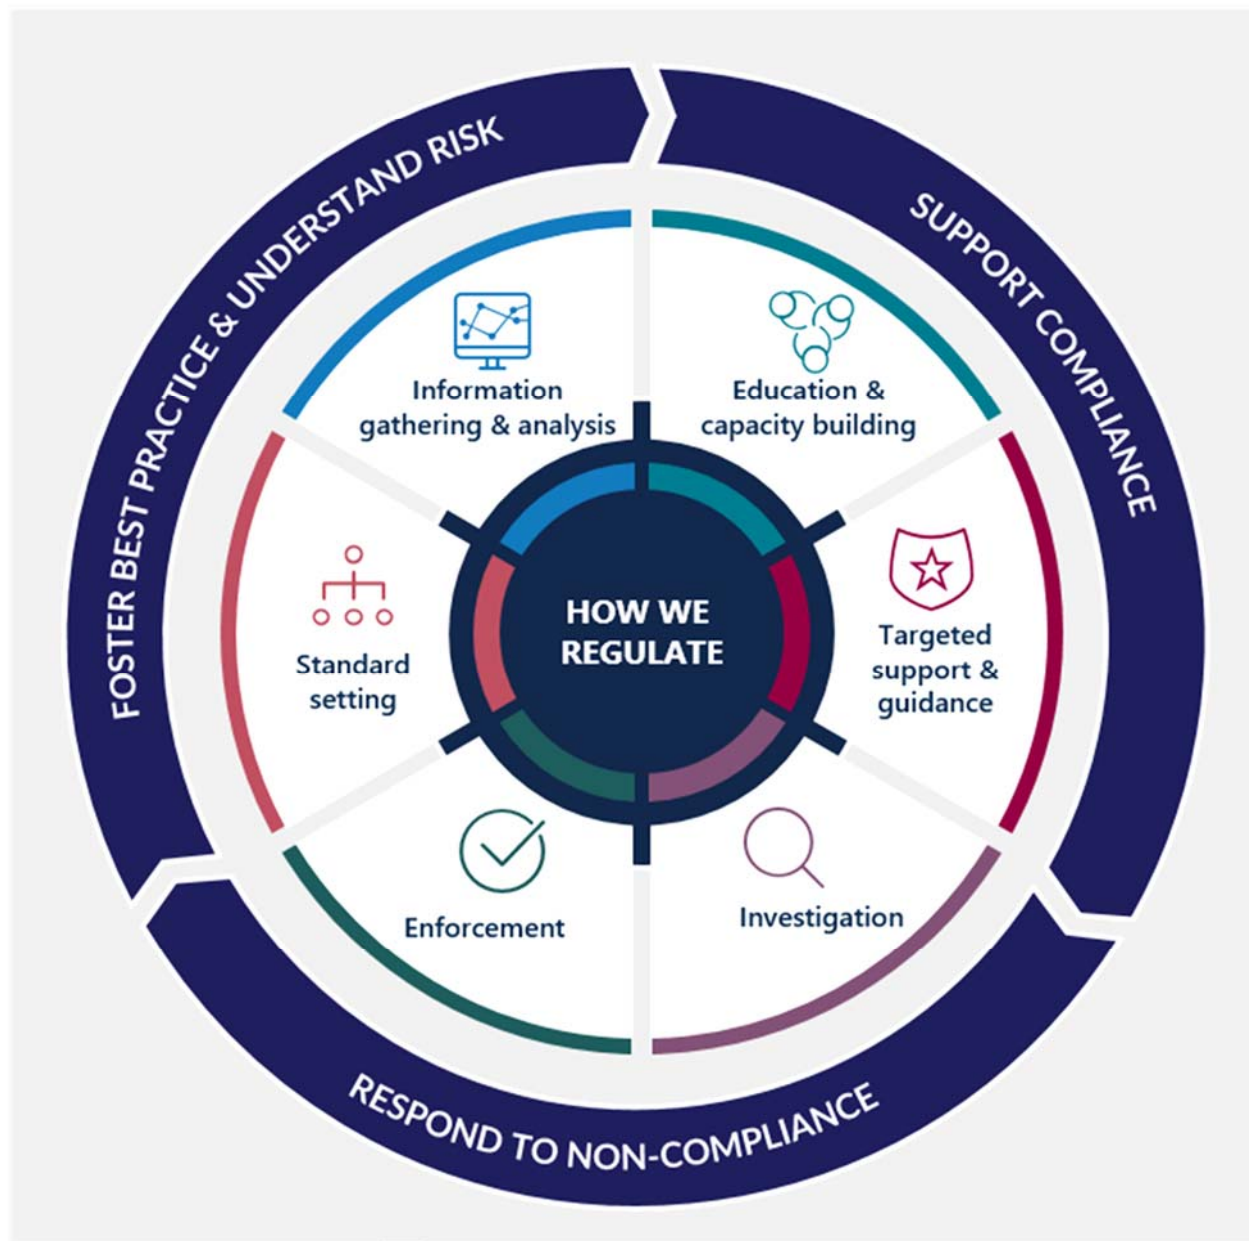 FOSTER BEST PRACTICE & UNDERSTAND RISK
SUPPORT COMPLIANCE
RESPOND TO NON-COMPLIANCE
Information
gathering & analysis
Education &
capacity building
Standard
setting
HOW WE
REGULATE
Targeted
support &
guidance
Enforcement
Investigation